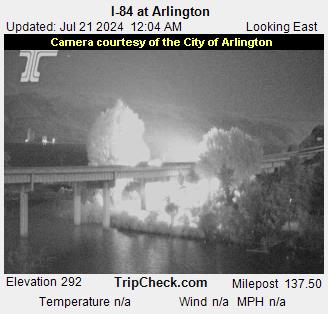 I-84 at Arlington
Updated: Jul 21 2024 12:04 AM Looking East
Camera courtesy of the City of Arlington
Elevation 292 TripCheck.com Milepost 137.50
Temperature n/a Wind n/a MPH n/a